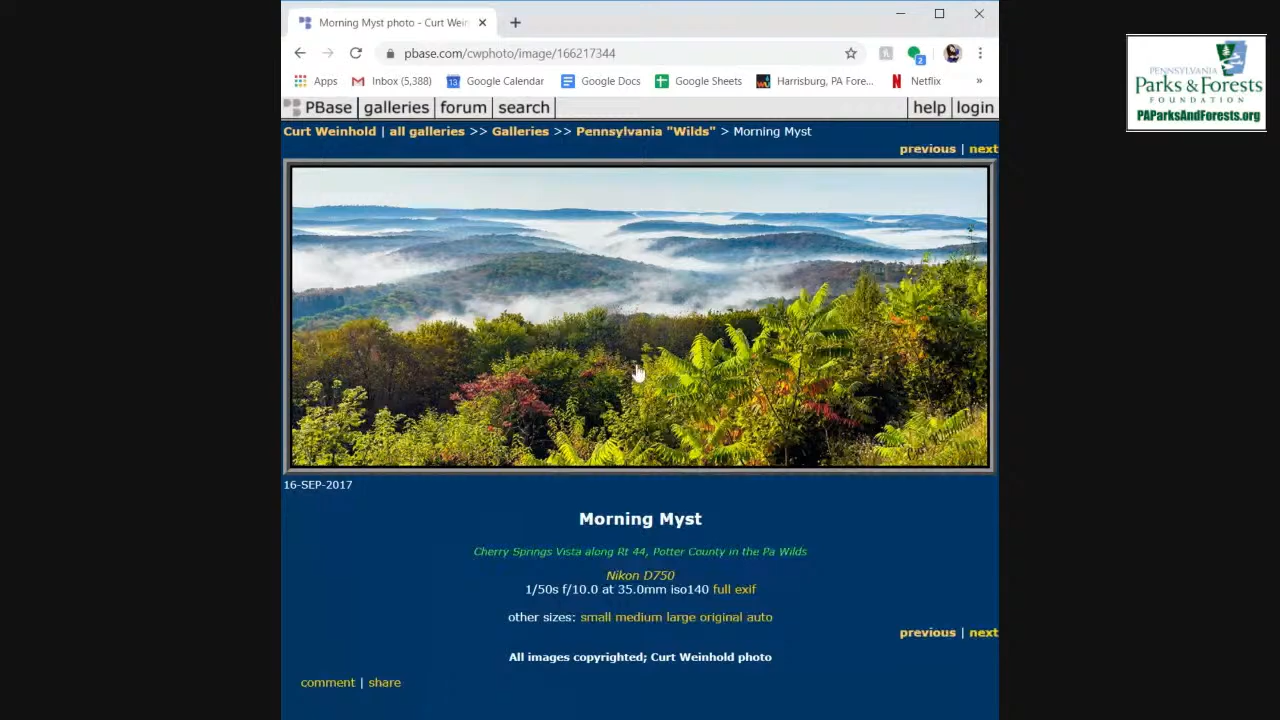 Morning Myst photo - Curt Wein
pbase.com/cwphoto/image/166217344
2
Apps
Inbox (5,388)
13
Google Calendar
Google Docs
Google Sheets
Harrisburg, PA Fore...
Netflix
»
PBase | galleries | forum | search | help | login
Curt Weinhold | all galleries >> Galleries >> Pennsylvania "Wilds" > Morning Myst
previous | next
16-SEP-2017
Morning Myst
Cherry Springs Vista along Rt 44, Potter County in the Pa Wilds
Nikon D750
1/50s f/10.0 at 35.0mm iso140 full exif
other sizes: small medium large original auto
previous | next
All images copyrighted; Curt Weinhold photo
comment | share
PENNSYLVANIA
Parks & Forests
FOUNDATION
PAParksAndForests.org